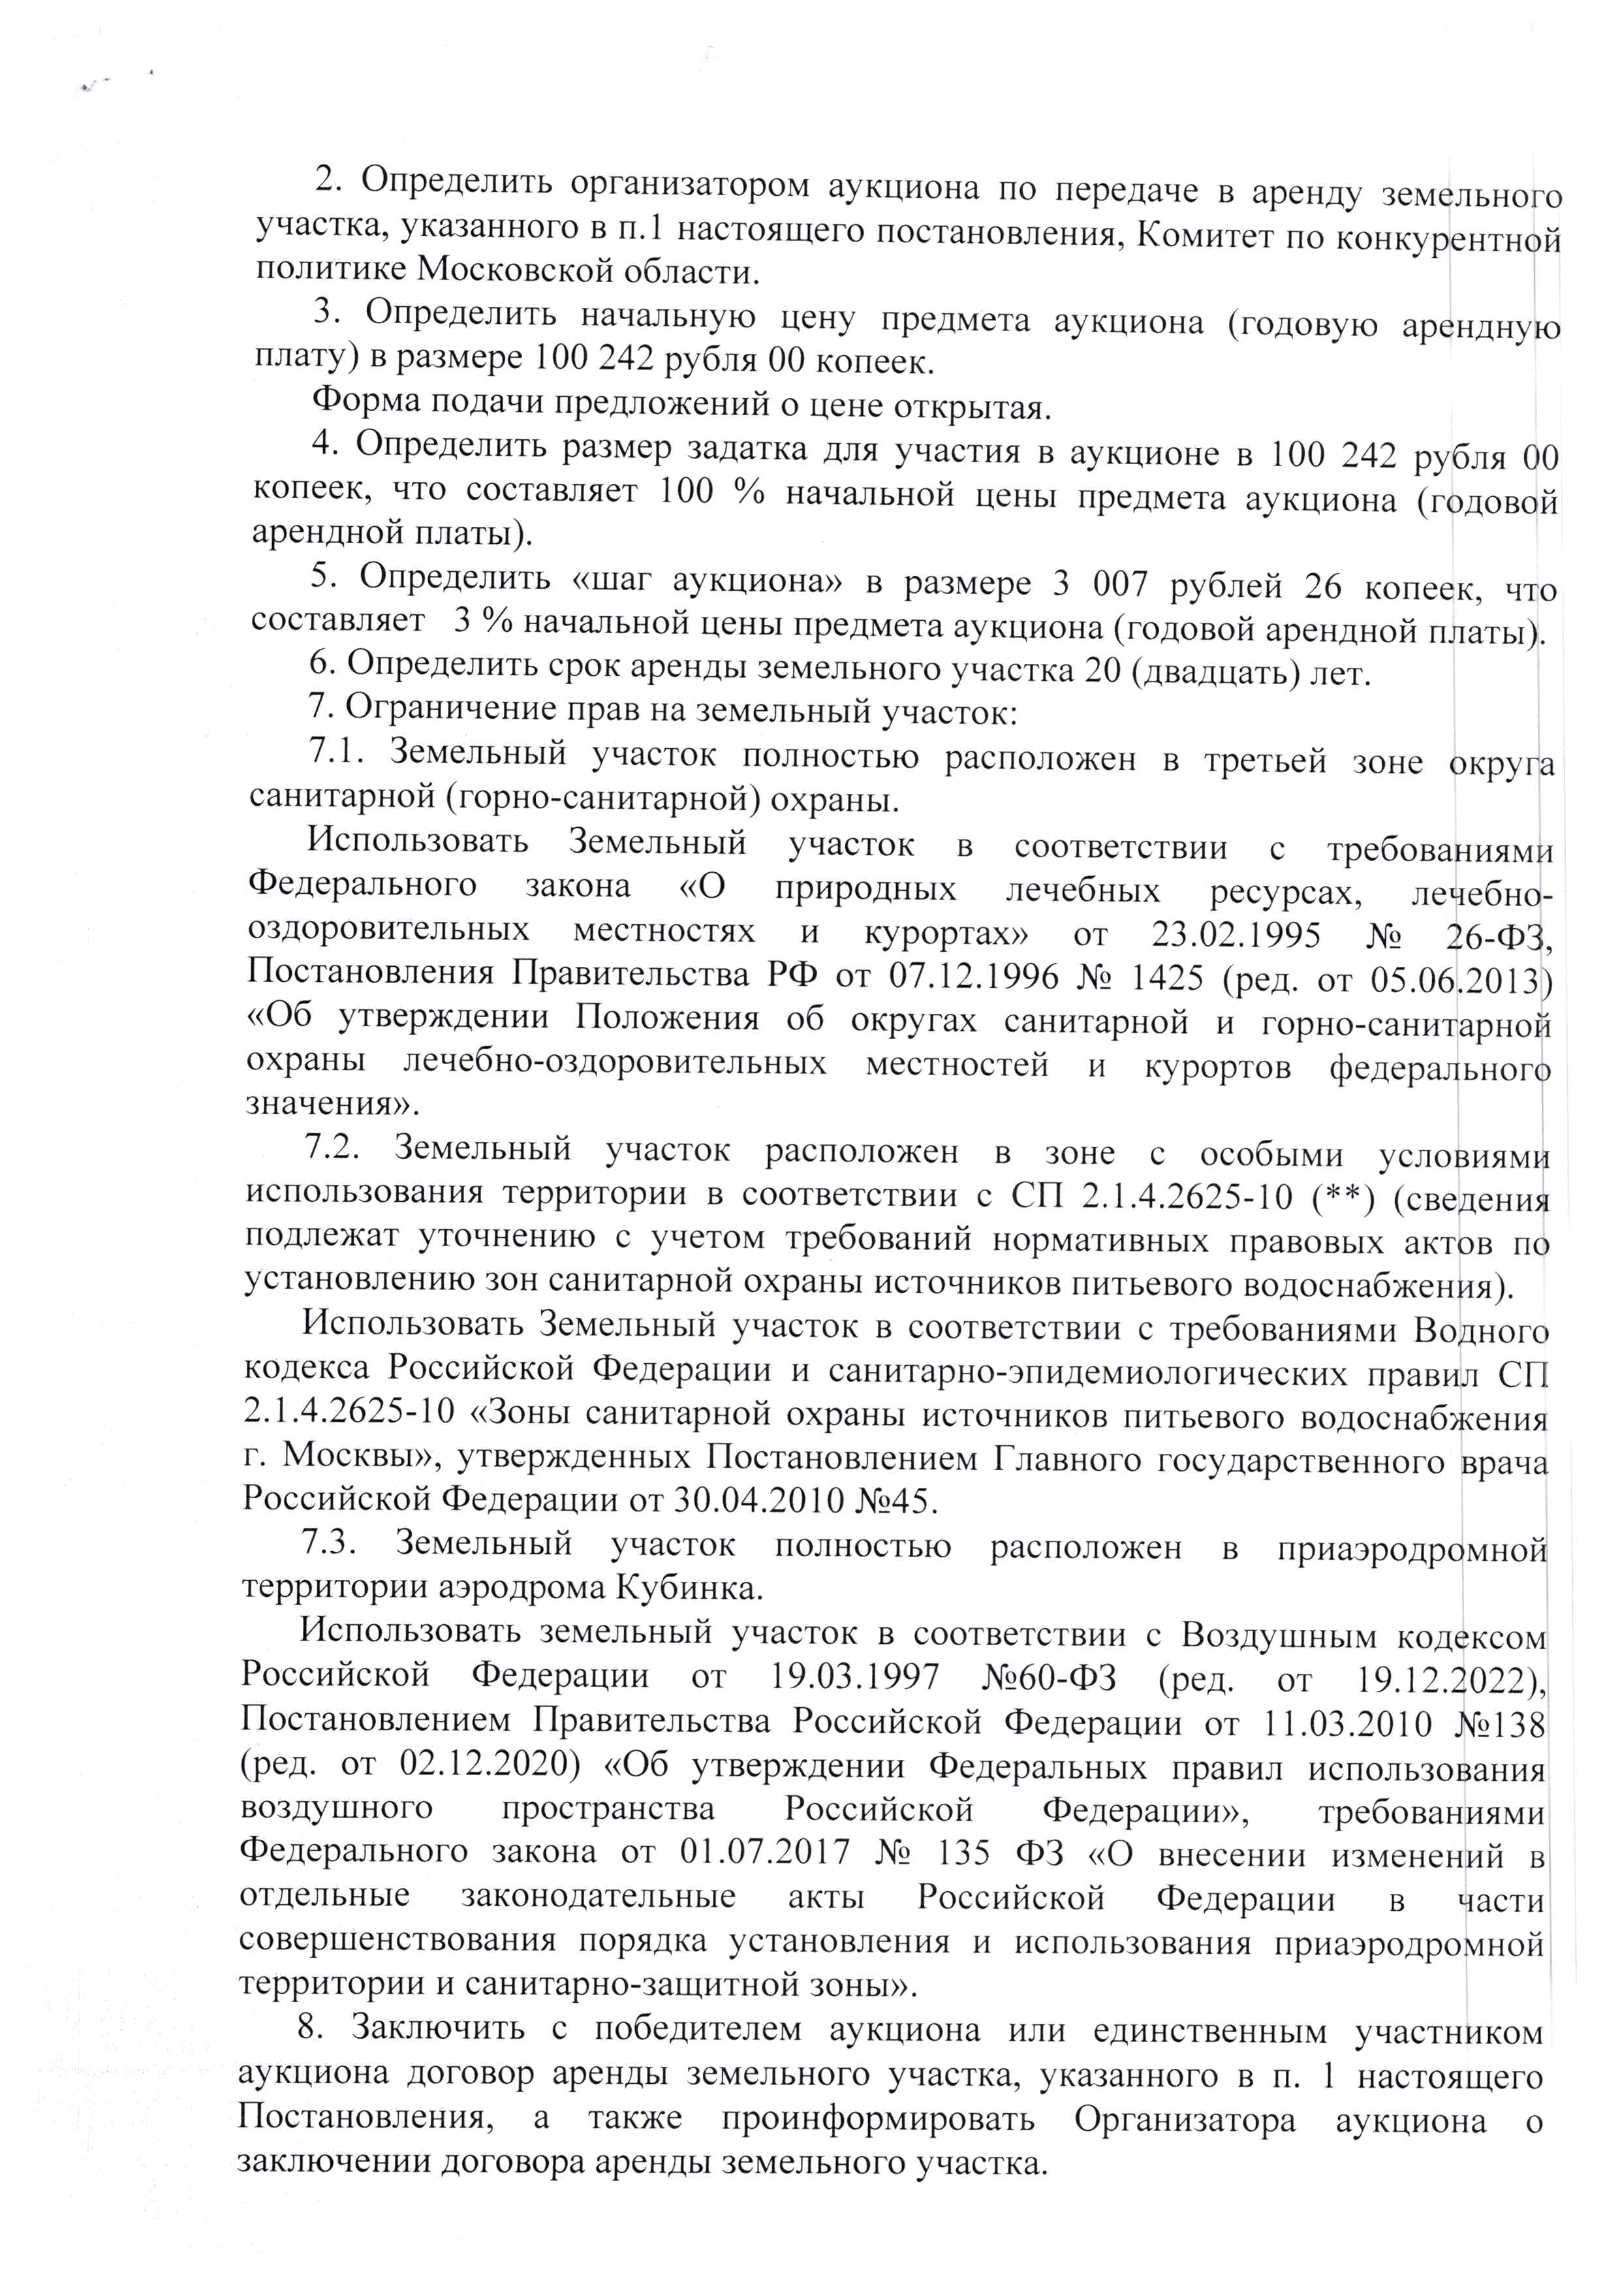 2. Определить организатором аукциона по передаче в аренду земельного
участка, указанного в п.1 настоящего постановления, Комитет по конкурентной
политике Московской области.
3. Определить начальную цену предмета аукциона (годовую арендную
плату) в размере 100 242 рубля 00 копеек.
Форма подачи предложений о цене открытая.
4. Определить размер задатка для участия в аукционе в 100 242 рубля 00
копеек, что составляет 100 % начальной цены предмета аукциона (годовой
арендной платы).
5. Определить «шаг аукциона» в размере 3 007 рублей 26 копеек, что
составляет 3 % начальной цены предмета аукциона (годовой арендной платы).
6. Определить срок аренды земельного участка 20 (двадцать) лет.
7. Ограничение прав на земельный участок:
7.1. Земельный участок полностью расположен в третьей зоне округа
санитарной (горно-санитарной) охраны.
Использовать Земельный участок в соответствии с требованиями
Федерального закона «О природных лечебных ресурсах, лечебно-
оздоровительных местностях и курортах» от 23.02.1995 № 26-ФЗ,
Постановления Правительства РФ от 07.12.1996 № 1425 (ред. от 05.06.2013)
«Об утверждении Положения об округах санитарной и горно-санитарной
охраны лечебно-оздоровительных местностей и курортов федерального
значения».
7.2. Земельный участок расположен в зоне с особыми условиями
использования территории в соответствии с СП 2.1.4.2625-10 (**) (сведения
подлежат уточнению с учетом требований нормативных правовых актов по
установлению зон санитарной охраны источников питьевого водоснабжения).
Использовать Земельный участок в соответствии с требованиями Водного
кодекса Российской Федерации и санитарно-эпидемиологических правил СП
2.1.4.2625-10 «Зоны санитарной охраны источников питьевого водоснабжения
г. Москвы», утвержденных Постановлением Главного государственного врача
Российской Федерации от 30.04.2010 №45.
7.3. Земельный участок полностью расположен в приаэродромной
территории аэродрома Кубинка.
Использовать земельный участок в соответствии с Воздушным кодексом
Российской Федерации от 19.03.1997 №60-ФЗ (ред. от 19.12.2022),
Постановлением Правительства Российской Федерации от 11.03.2010 №138
(ред. от 02.12.2020) «Об утверждении Федеральных правил использования
воздушного пространства Российской Федерации», требованиями
Федерального закона от 01.07.2017 № 135 ФЗ «О внесении изменений в
отдельные законодательные акты Российской Федерации в части
совершенствования порядка установления и использования приаэродромной
территории и санитарно-защитной зоны».
8. Заключить с победителем аукциона или единственным участником
аукциона договор аренды земельного участка, указанного в п. 1 настоящего
Постановления, а также проинформировать Организатора аукциона о
заключении договора аренды земельного участка.